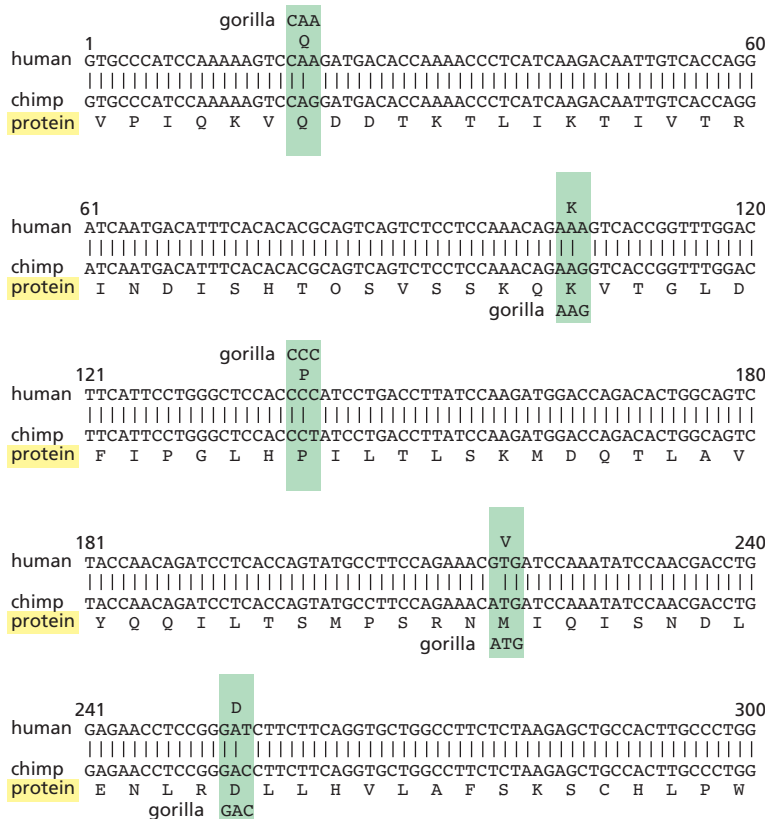 gorilla CAA
Q
1 60
human GTGCCCATCCAAAAAGTCCAAGATGACACCAAAACCCTCATCAAGACAATTGTCACCAGG
chimp GTGCCCATCCAAAAAGTCCAGGATGACACCAAAACCCTCATCAAGACAATTGTCACCAGG
protein V P I Q K V Q D D T K T L I K T I V T R
K
61 120
human ATCAATGACATTTCACACACGCAGTCAGTCTCCTCCAAACAGAAAGTCACCGGTTTGGAC
chimp ATCAATGACATTTCACACACGCAGTCAGTCTCCTCCAAACAGAAGGTCACCGGTTTGGAC
protein I N D I S H T O S V S S K Q K V T G L D
gorilla AAG
gorilla CCC
P
121 180
human TTCATTCCTGGGCTCCACCCCATCCTGACCTTATCCAAGATGGACCAGACACTGGCAGTC
chimp TTCATTCCTGGGCTCCACCCTATCCTGACCTTATCCAAGATGGACCAGACACTGGCAGTC
protein F I P G L H P I L T L S K M D Q T L A V
V
181 240
human TACCAACAGATCCTCACCAGTATGCCTTCCAGAAACGTGATCCAAATATCCAACGACCTG
chimp TACCAACAGATCCTCACCAGTATGCCTTCCAGAAACATGATCCAAATATCCAACGACCTG
protein Y Q Q I L T S M P S R N M I Q I S N D L
gorilla ATG
D
241 300
human GAGAACCTCCGGGATCTTCTTCAGGTGCTGGCCTTCTCTAAGAGCTGCCACTTGCCCTGG
chimp GAGAACCTCCGGGACCTTCTTCAGGTGCTGGCCTTCTCTAAGAGCTGCCACTTGCCCTGG
protein E N L R D L L H V L A F S K S C H L P W
gorilla GAC